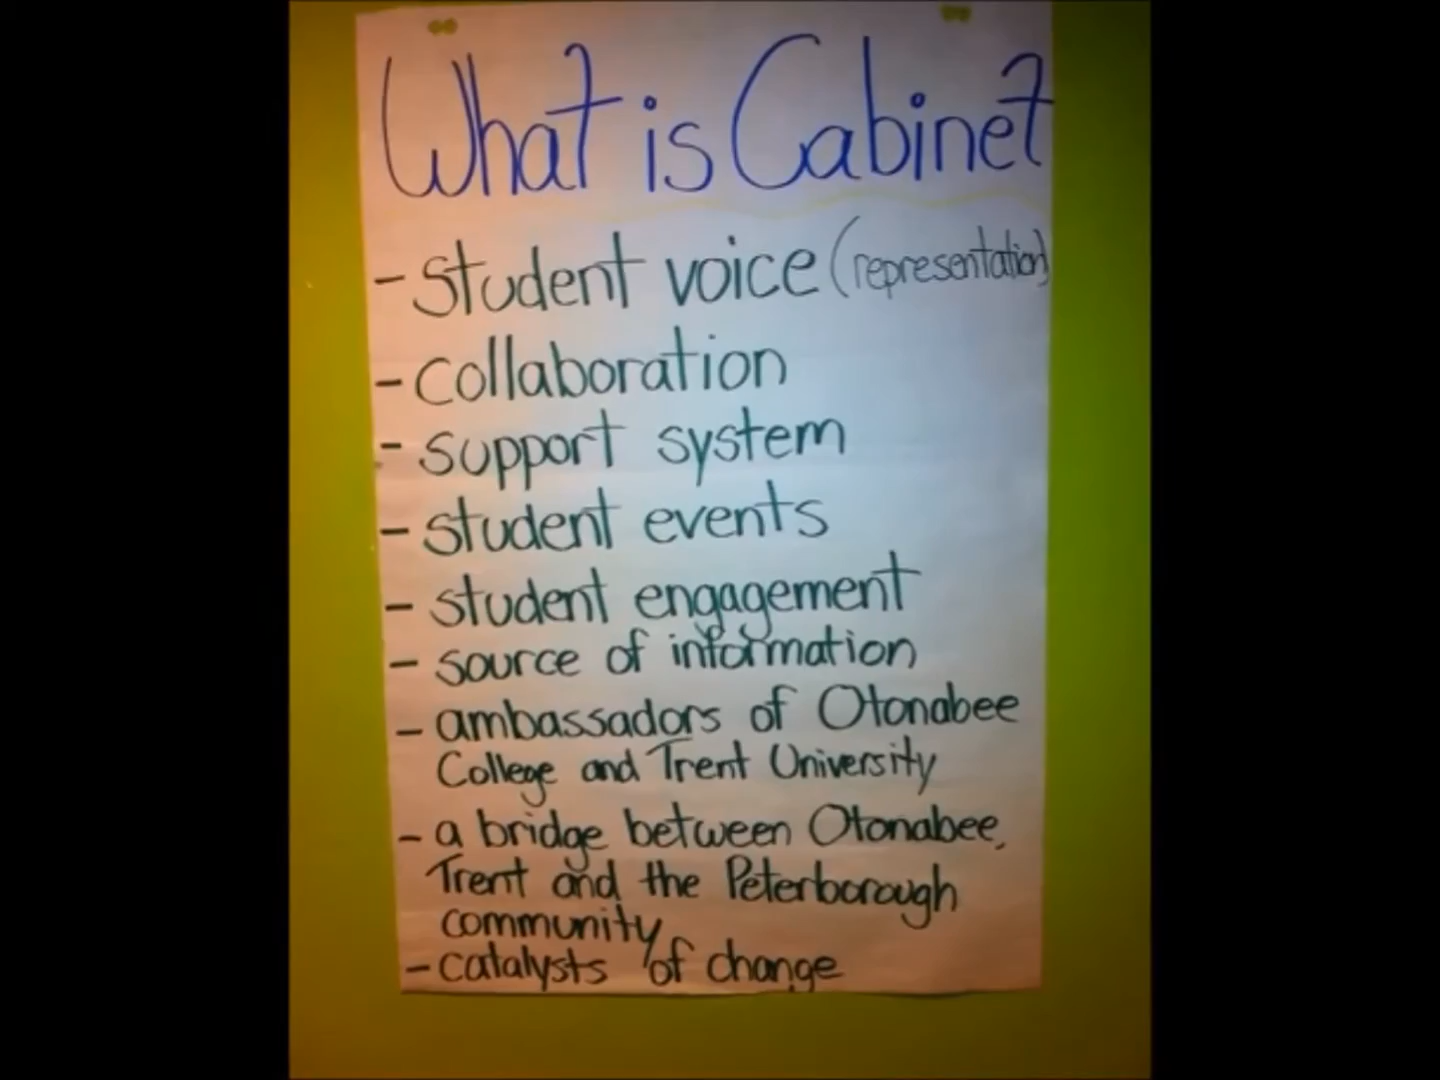 What is Cabinet
- student voice (representation)
- collaboration
- support system
- student events
- student engagement
- source of information
- ambassadors of Otonabee
College and Trent University
- a bridge between Otonabee,
Trent and the Peterborough
community
- catalysts of change